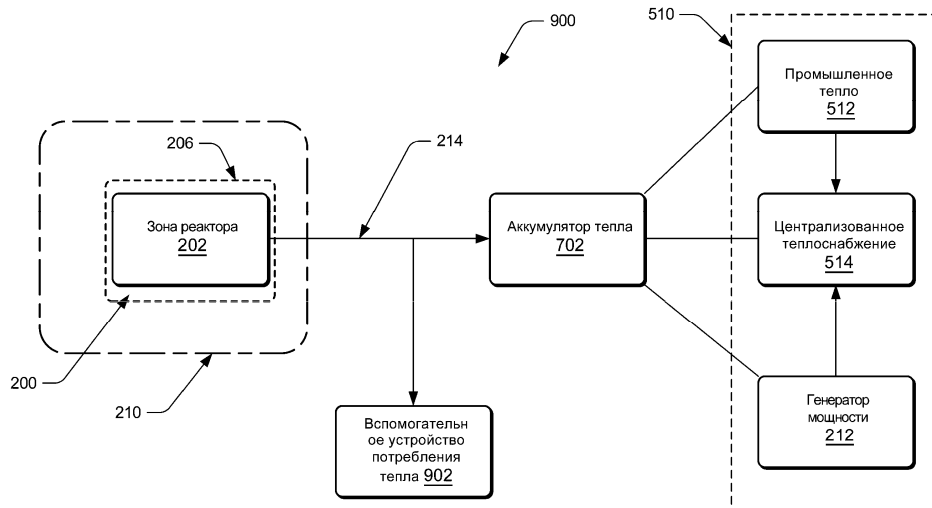 900
510
Промышленное
тепло
512
206
214
Зона реактора
202
Аккумулятор тепла
702
Централизованное
теплоснабжение
514
200
210
Вспомогательн
ое устройство
потребления
тепла 902
Генератор
мощности
212